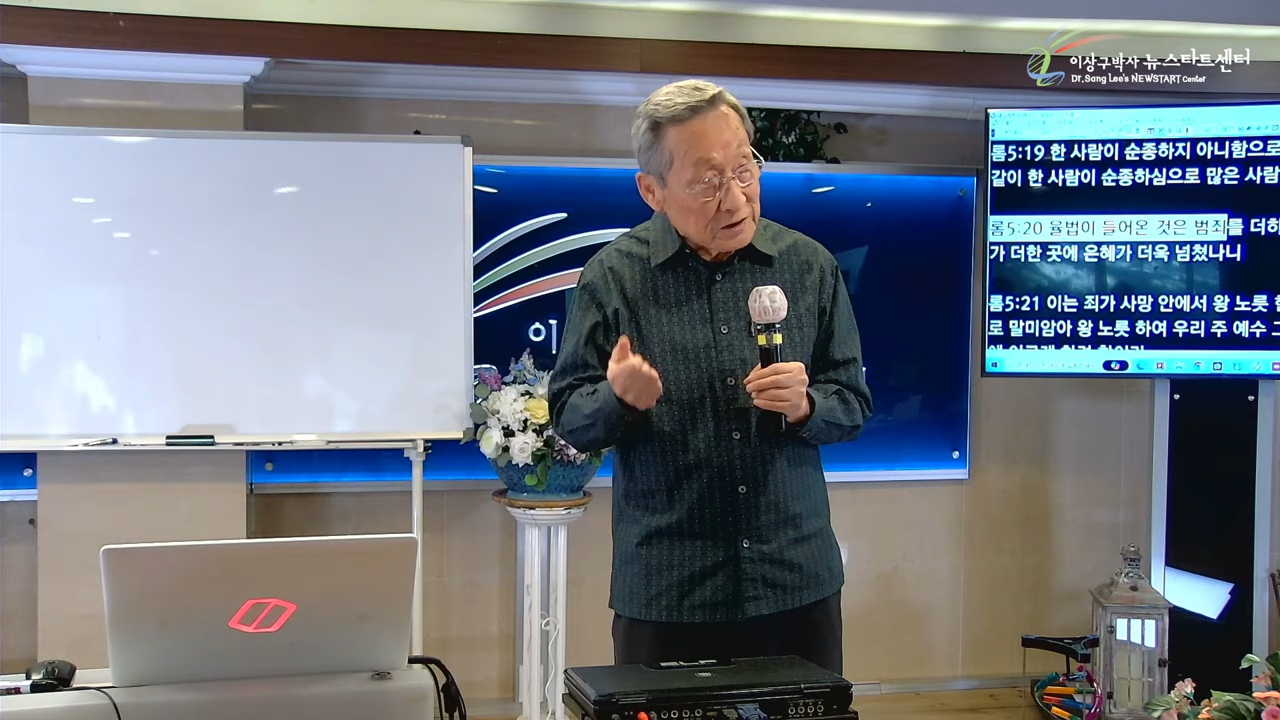 이상구박사 뉴스타트센터
Dr. Sang Lee's NEWSTART Center
롬5:19 한 사람이 순종하지 아니함으로
같이 한 사람이 순종하심으로 많은 사람
롬5:20 율법이 들어온 것은 범죄를 더하
가 더한 곳에 은혜가 더욱 넘쳤나니
롬5:21 이는 죄가 사망 안에서 왕 노릇 한
로 말미암아 왕 노릇 하여 우리 주 예수 그
이